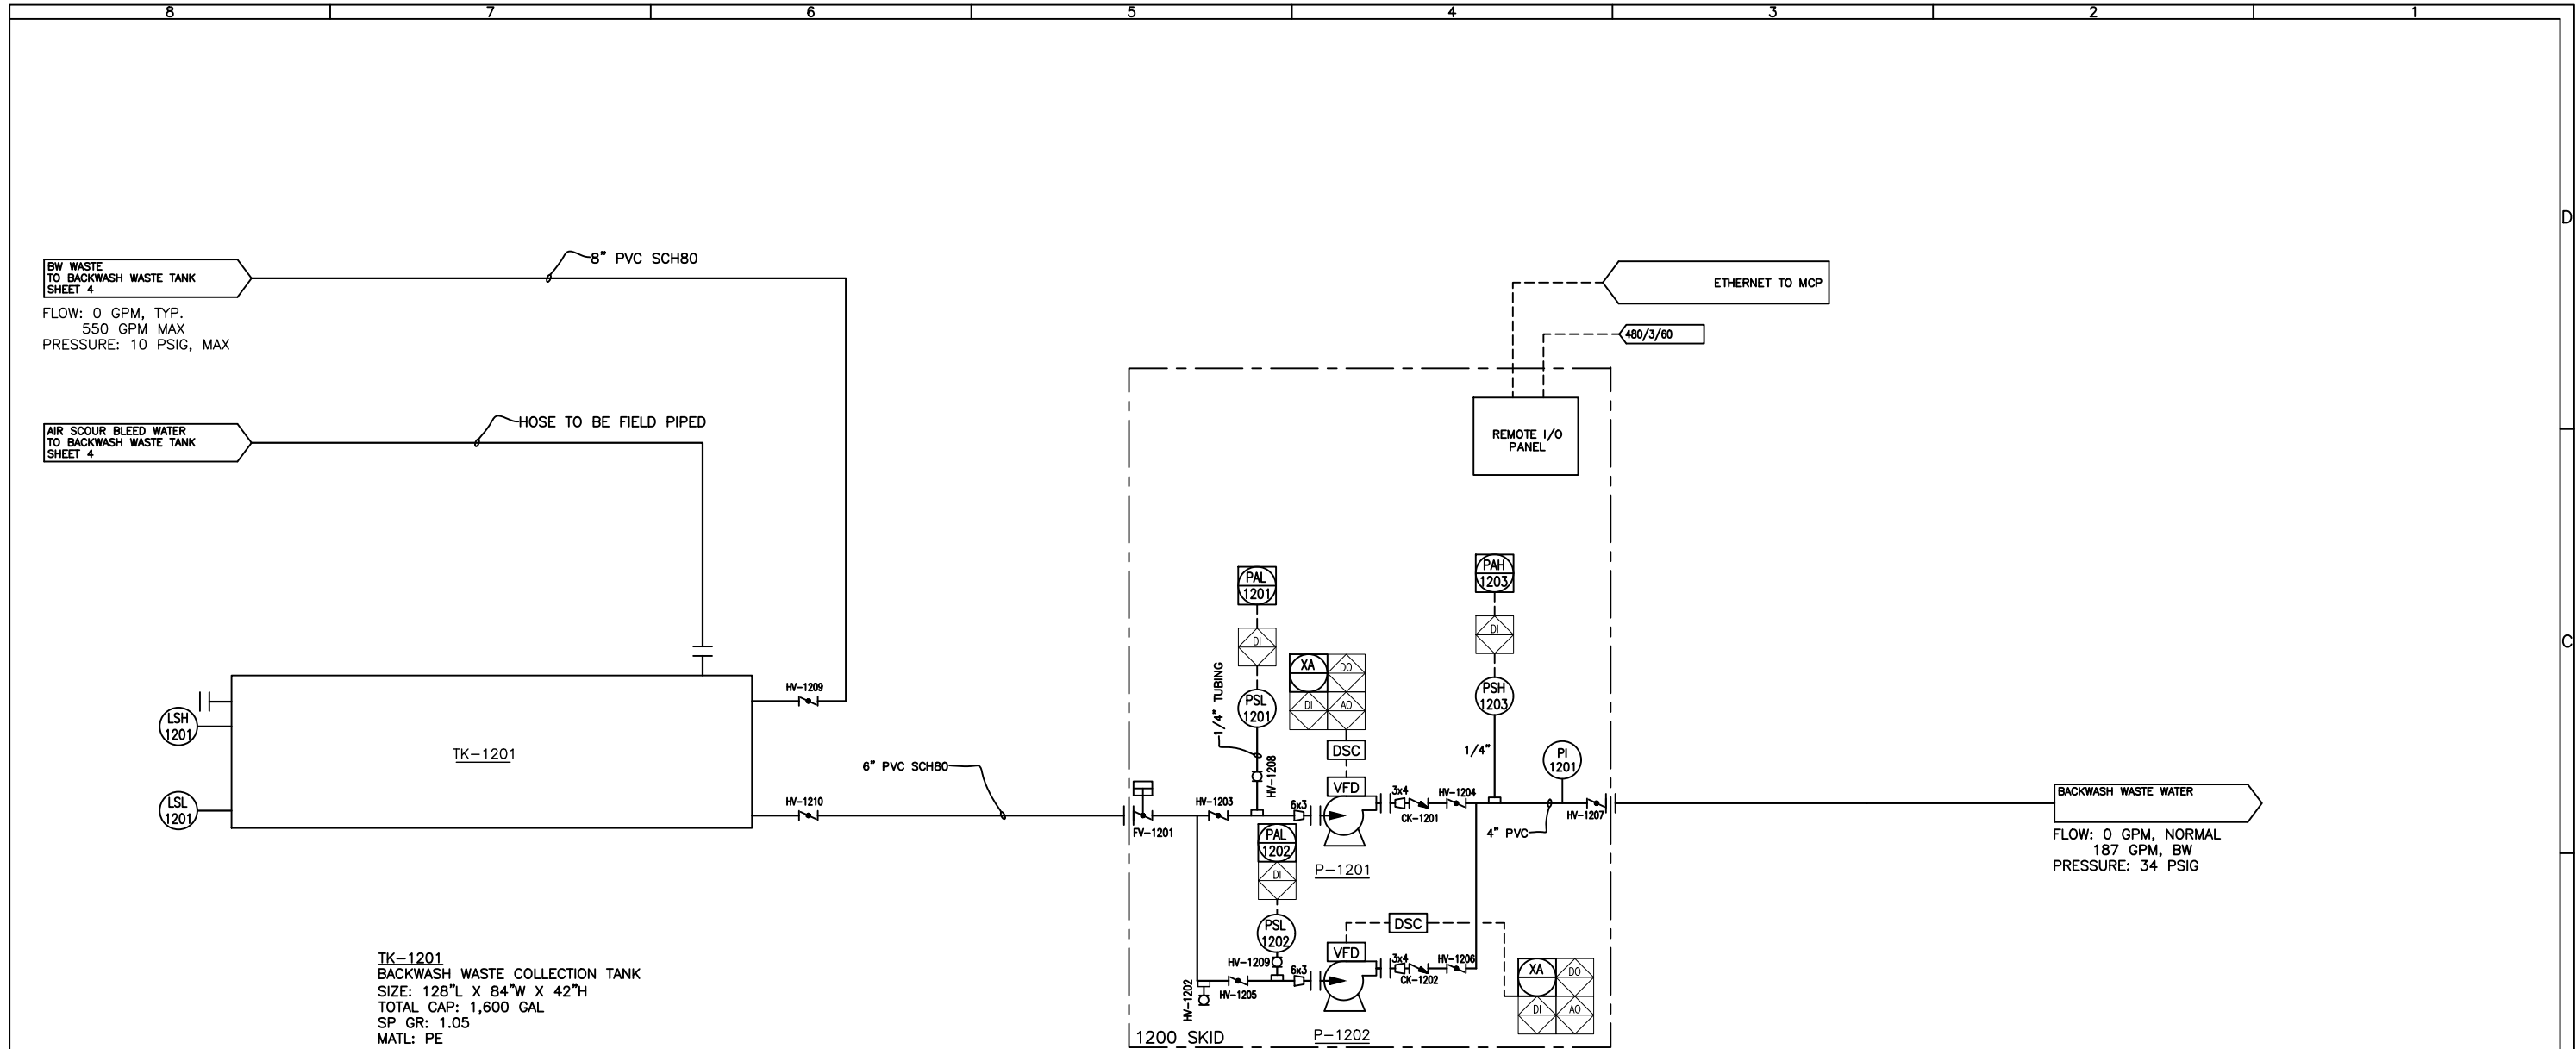 8 7 6 5 4 3 2 1
D
C
BW WASTE
TO BACKWASH WASTE TANK
SHEET 4
FLOW: 0 GPM, TYP.
550 GPM MAX
PRESSURE: 10 PSIG, MAX
8" PVC SCH80
AIR SCOUR BLEED WATER
TO BACKWASH WASTE TANK
SHEET 4
HOSE TO BE FIELD PIPED
ETHERNET TO MCP
480/3/60
REMOTE I/O
PANEL
LSH
1201
LSL
1201
TK-1201
HV-1209
HV-1210
6" PVC SCH80
FV-1201
HV-1203
PAL
1201
DI
PSL
1201
1/4" TUBING
HV-1208
6x3
XA
DO
DI
AO
DSC
VFD
P-1201
3x4
CK-1201
HV-1204
PAH
1203
DI
PSH
1203
1/4"
PI
1201
4" PVC
HV-1207
BACKWASH WASTE WATER
FLOW: 0 GPM, NORMAL
187 GPM, BW
PRESSURE: 34 PSIG
PAL
1202
DI
PSL
1202
HV-1209
HV-1202
HV-1205
6x3
VFD
DSC
P-1202
3x4
CK-1202
HV-1206
XA
DO
DI
AO
1200 SKID
TK-1201
BACKWASH WASTE COLLECTION TANK
SIZE: 128"L X 84"W X 42"H
TOTAL CAP: 1,600 GAL
SP GR: 1.05
MATL: PE